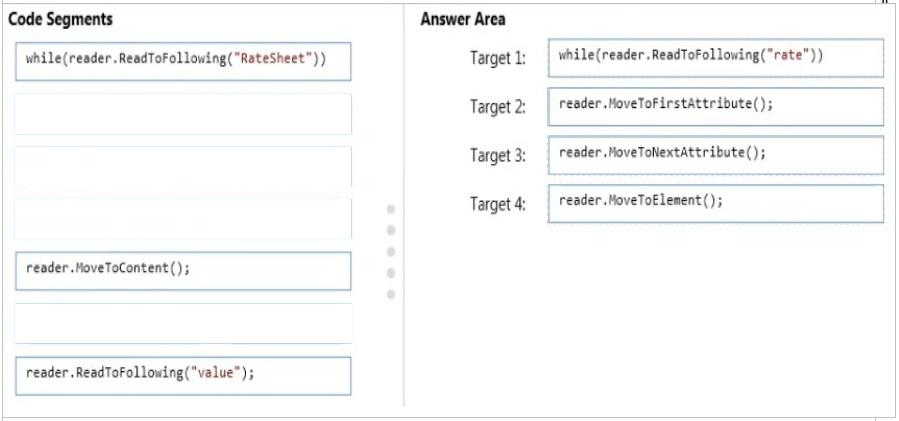 Code Segments
while(reader.ReadToFollowing("RateSheet"))
reader.MoveToContent();
reader.ReadToFollowing("value");
Answer Area
Target 1: while(reader.ReadToFollowing("rate"))
Target 2: reader.MoveToFirstAttribute();
Target 3: reader.MoveToNextAttribute();
Target 4: reader.MoveToElement();